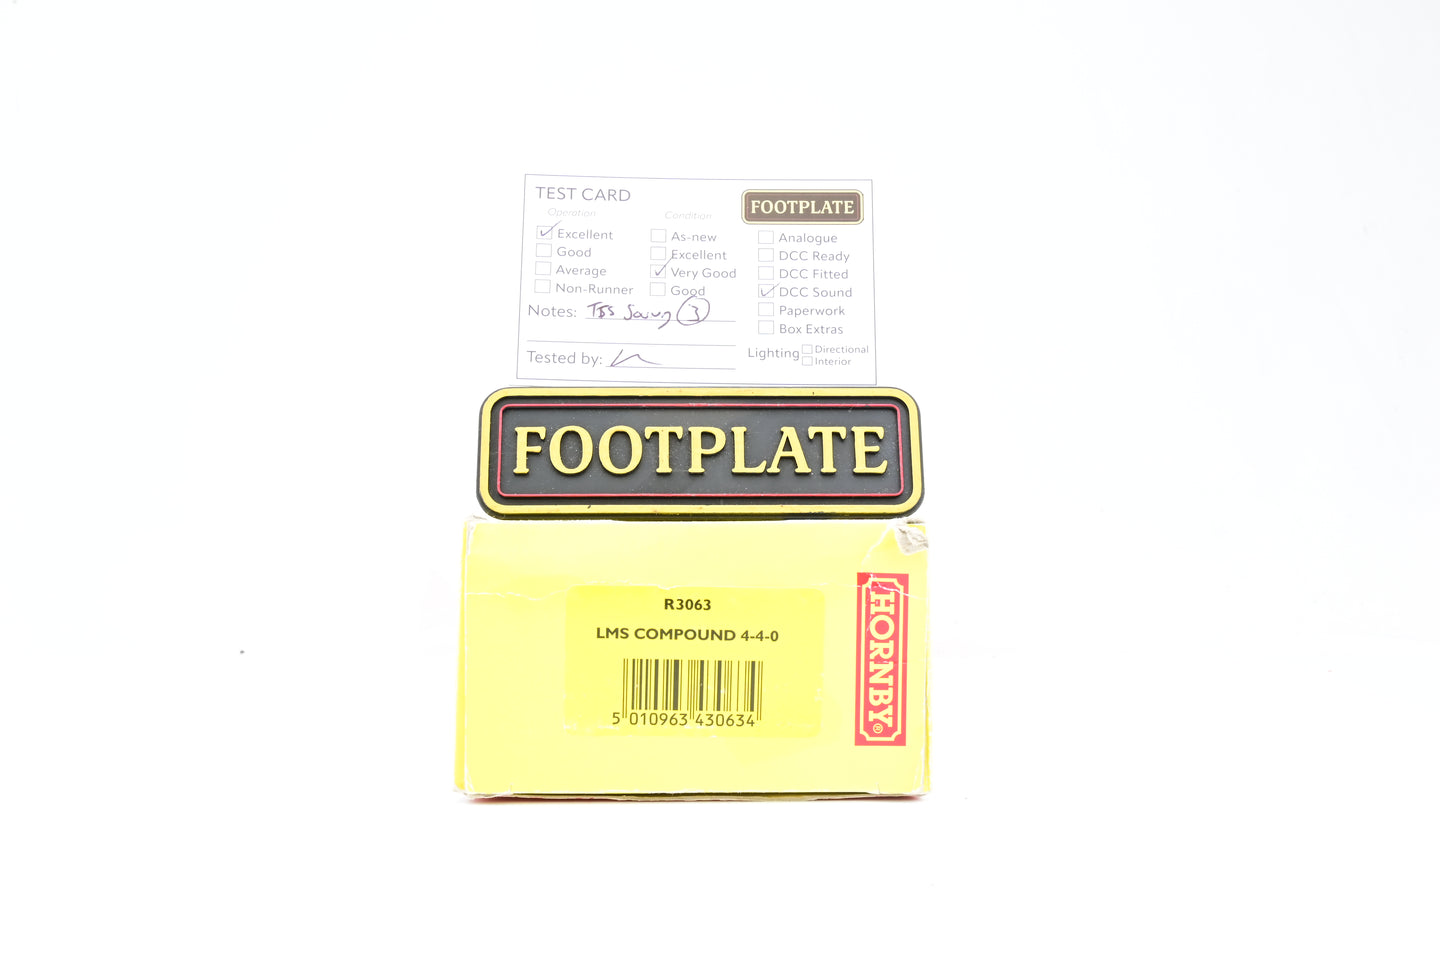 TEST CARD
FOOTPLATE
Operation
Condition
Excellent
As-new
Analogue
Good
Excellent
DCC Ready
Average
Very Good
DCC Fitted
Non-Runner
Good
DCC Sound
Notes: 3
Paperwork
Box Extras
Tested by:
Lighting
Directional
Interior
FOOTPLATE
R3063
LMS COMPOUND 4-4-0
5 010963 430634
HORNBY®